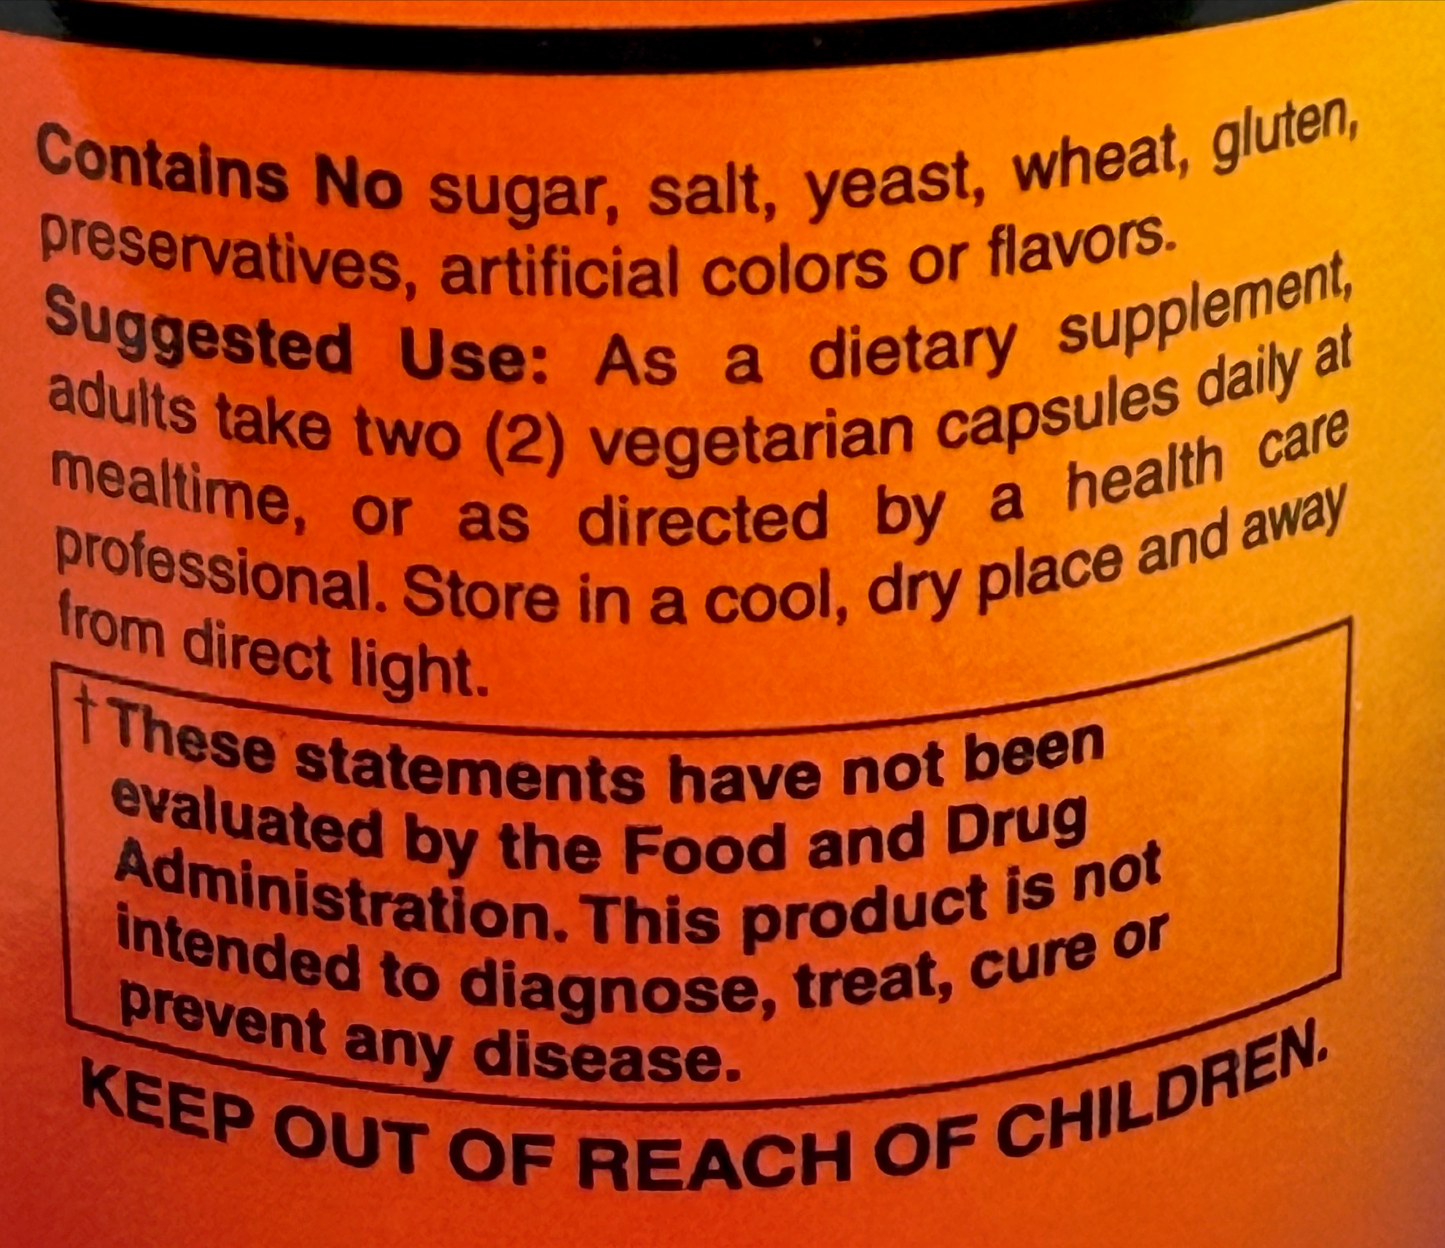 Contains No sugar, salt, yeast, wheat, gluten,
preservatives, artificial colors or flavors.
Suggested Use: As a dietary supplement,
adults take two (2) vegetarian capsules daily at
mealtime, or as directed by a health care
professional. Store in a cool, dry place and away
from direct light.
†These statements have not been
evaluated by the Food and Drug
Administration. This product is not
intended to diagnose, treat, cure or
prevent any disease.
KEEP OUT OF REACH OF CHILDREN.